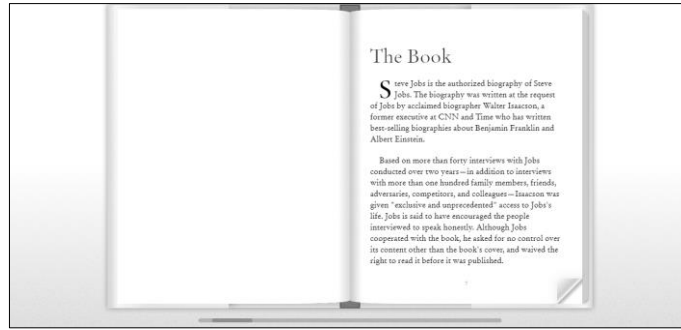 The Book
Steve Jobs is the authorized biography of Steve
Jobs. The biography was written at the request
of Jobs by acclaimed biographer Walter Isaacson, a
former executive at CNN and Time who has written
best-selling biographies about Benjamin Franklin and
Albert Einstein.
Based on more than forty interviews with Jobs
conducted over two years—in addition to interviews
with more than one hundred family members, friends,
adversaries, competitors, and colleagues—Isaacson was
given "exclusive and unprecedented" access to Jobs's
life. Jobs is said to have encouraged the people
interviewed to speak honestly. Although Jobs
cooperated with the book, he asked for no control over
its content other than the book's cover, and waived the
right to read it before it was published.